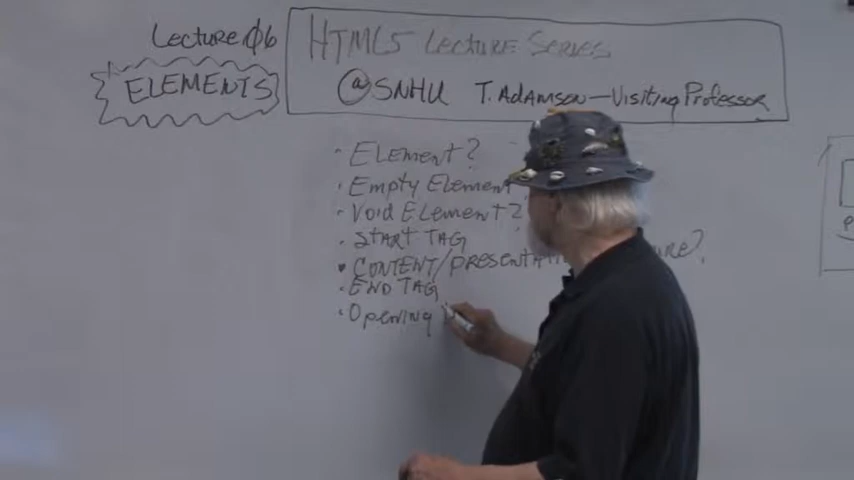 Lecture 06
HTML5 Lecture Series
ELEMENTS
@SNHU T. Adamson — Visiting Professor
• Element?
• Empty Element
• Void Element?
• START TAG
• CONTENT/PRESENTATI
• END TAG
• Opening